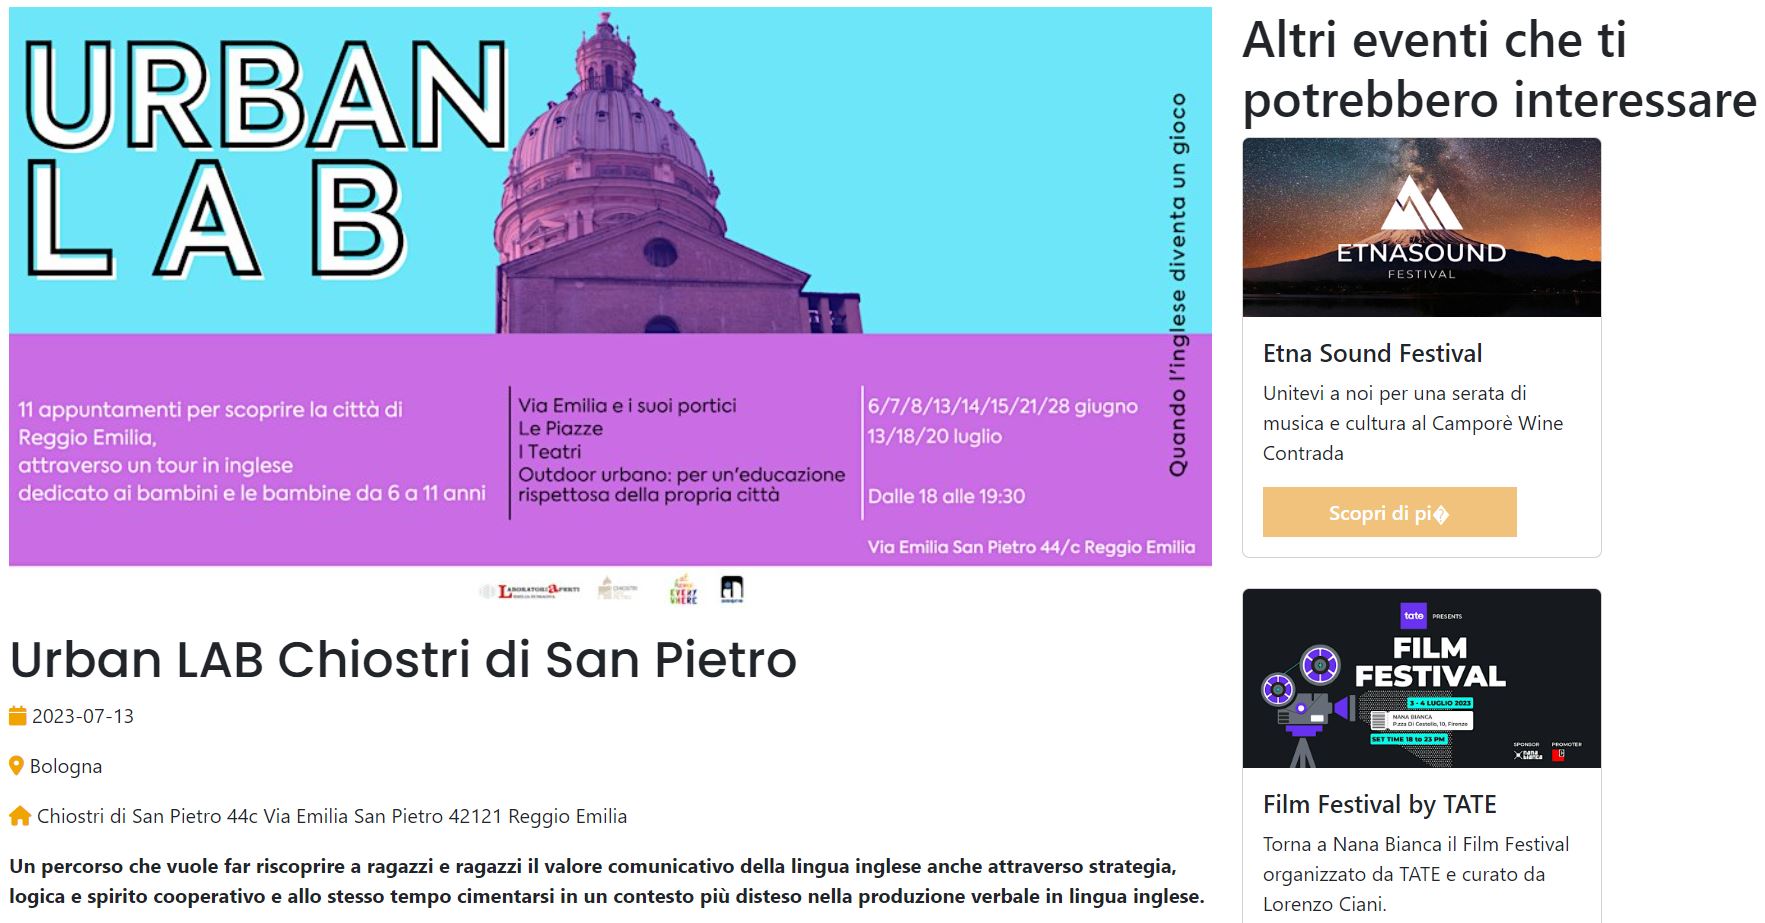 URBAN
LAB
Quando l'inglese diventa un gioco
11 appuntamenti per scoprire la città di
Reggio Emilia,
attraverso un tour in inglese
dedicato ai bambini e le bambine da 6 a 11 anni
Via Emilia e i suoi portici
Le Piazze
I Teatri
Outdoor urbano: per un'educazione
rispettosa della propria città
6/7/8/13/14/15/21/28 giugno
13/18/20 luglio
Dalle 18 alle 19:30
Via Emilia San Pietro 44/c Reggio Emilia
LABORATORI APERTI
CHIOSTRI
EVERY
WHERE
Urban LAB Chiostri di San Pietro
2023-07-13
Bologna
Chiostri di San Pietro 44c Via Emilia San Pietro 42121 Reggio Emilia
Un percorso che vuole far riscoprire a ragazzi e ragazzi il valore comunicativo della lingua inglese anche attraverso strategia,
logica e spirito cooperativo e allo stesso tempo cimentarsi in un contesto più disteso nella produzione verbale in lingua inglese.
Altri eventi che ti
potrebbero interessare
ETNASOUND
FESTIVAL
Etna Sound Festival
Unitevi a noi per una serata di
musica e cultura al Camporè Wine
Contrada
Scopri di pi�
tate PRESENTS
FILM
FESTIVAL
3 - 4 LUGLIO 2023
NANA BIANCA
P.zza Di Cestello, 10, Firenze
SET TIME 18 to 23 PM
SPONSOR
PROMOTER
nana
bianca
Film Festival by TATE
Torna a Nana Bianca il Film Festival
organizzato da TATE e curato da
Lorenzo Ciani.